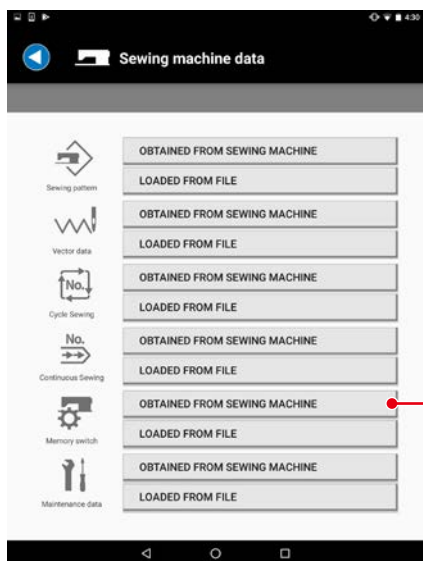 4:30
Sewing machine data
OBTAINED FROM SEWING MACHINE
Sewing pattern
LOADED FROM FILE
OBTAINED FROM SEWING MACHINE
Vector data
LOADED FROM FILE
No.
OBTAINED FROM SEWING MACHINE
Cycle Sewing
LOADED FROM FILE
No.
OBTAINED FROM SEWING MACHINE
Continuous Sewing
LOADED FROM FILE
OBTAINED FROM SEWING MACHINE
Memory switch
LOADED FROM FILE
OBTAINED FROM SEWING MACHINE
Maintenance data
LOADED FROM FILE